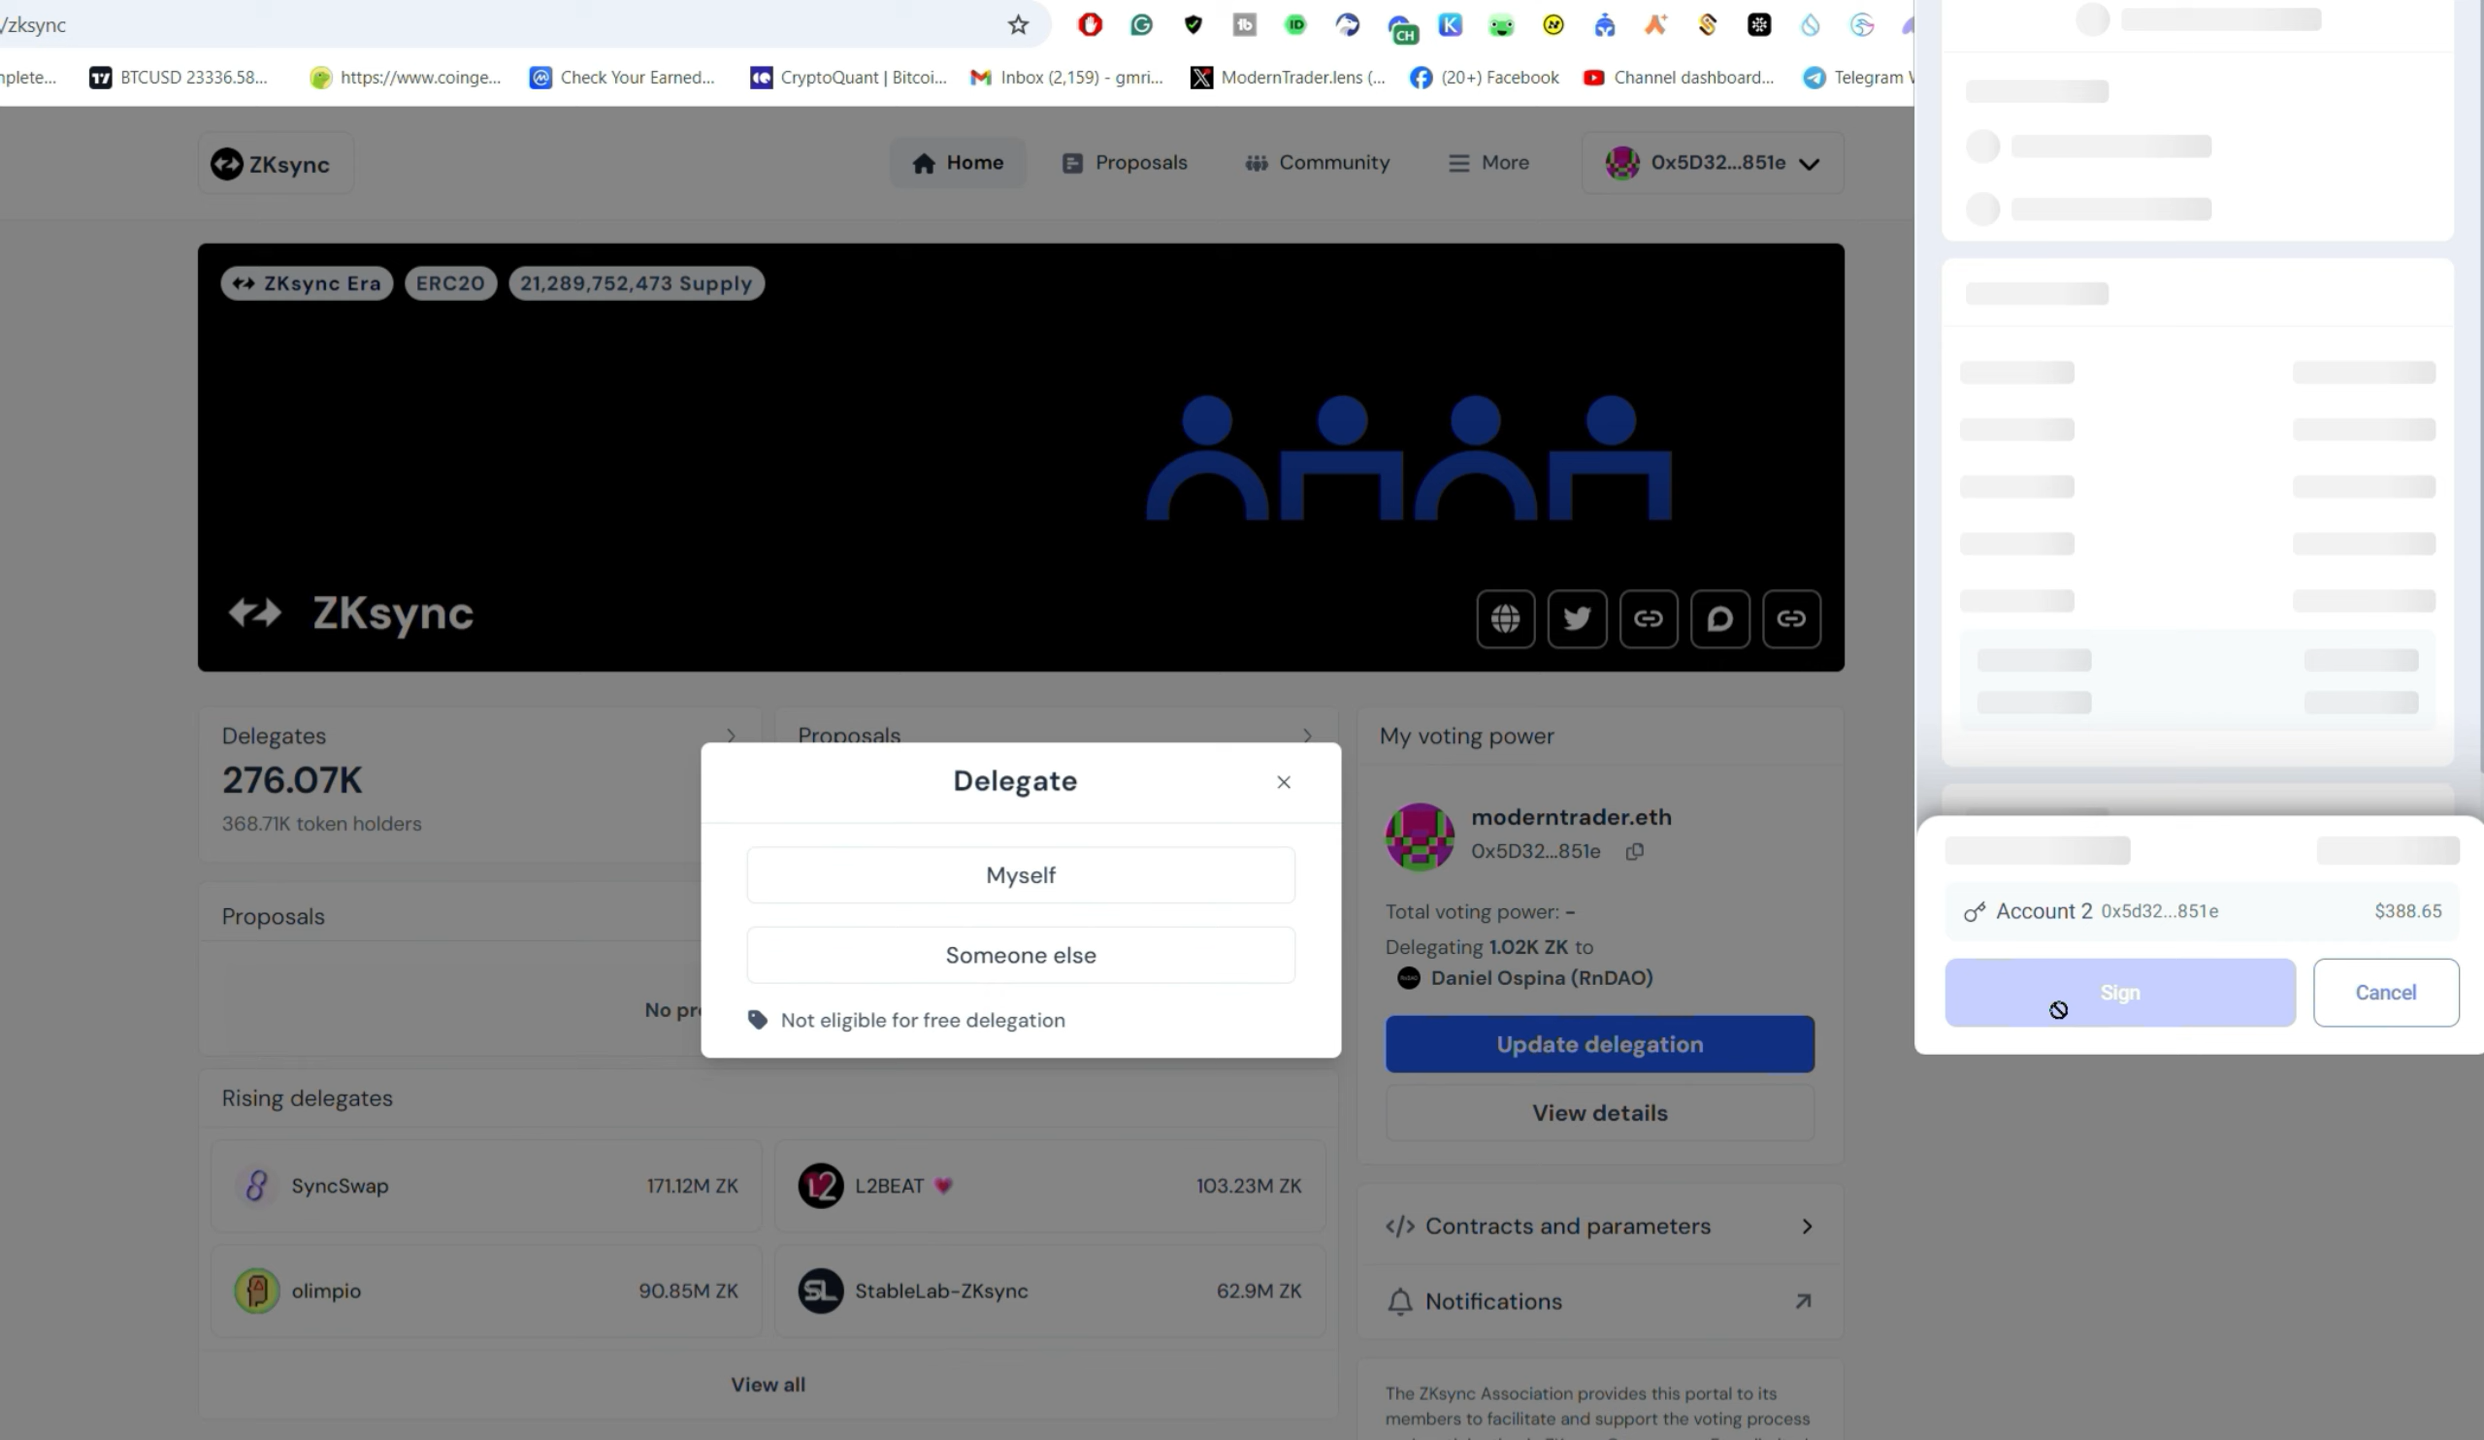 /zksync
nplete...
BTCUSD 23336.58...
https://www.coinge...
Check Your Earned...
CryptoQuant | Bitcoi...
Inbox (2,159) - gmri...
ModernTrader.lens (...
(20+) Facebook
Channel dashboard...
Telegram W
ZKsync
Home
Proposals
Community
More
0x5D32...851e
ZKsync Era
ERC20
21,289,752,473 Supply
ZKsync
Delegates
276.07K
368.71K token holders
Proposals
My voting power
Delegate
Myself
Someone else
Not eligible for free delegation
Proposals
No pr
moderntrader.eth
0x5D32...851e
Total voting power: –
Delegating 1.02K ZK to
Daniel Ospina (RnDAO)
Update delegation
View details
Account 2 0x5d32...851e
$388.65
Sign
Cancel
Rising delegates
SyncSwap
171.12M ZK
L2BEAT 💗
103.23M ZK
olimpio
90.85M ZK
StableLab-ZKsync
62.9M ZK
View all
</> Contracts and parameters
Notifications
The ZKsync Association provides this portal to its
members to facilitate and support the voting process